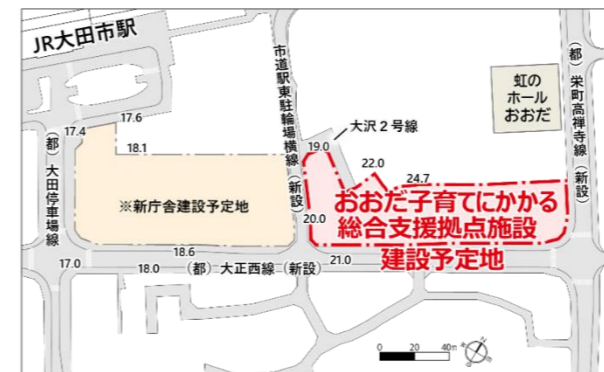 JR大田市駅
17.6
17.4
18.1
(都)大田停車場線
※新庁舎建設予定地
18.6
17.0
18.0
(都)大正西線(新設)
市道駅東駐輪場横線(新設)
大沢2号線
19.0
22.0
24.7
20.0
おおだ子育てにかかる
総合支援拠点施設
建設予定地
21.0
虹の
ホール
おおだ
(都)栄町高禅寺線(新設)
0 20 40m